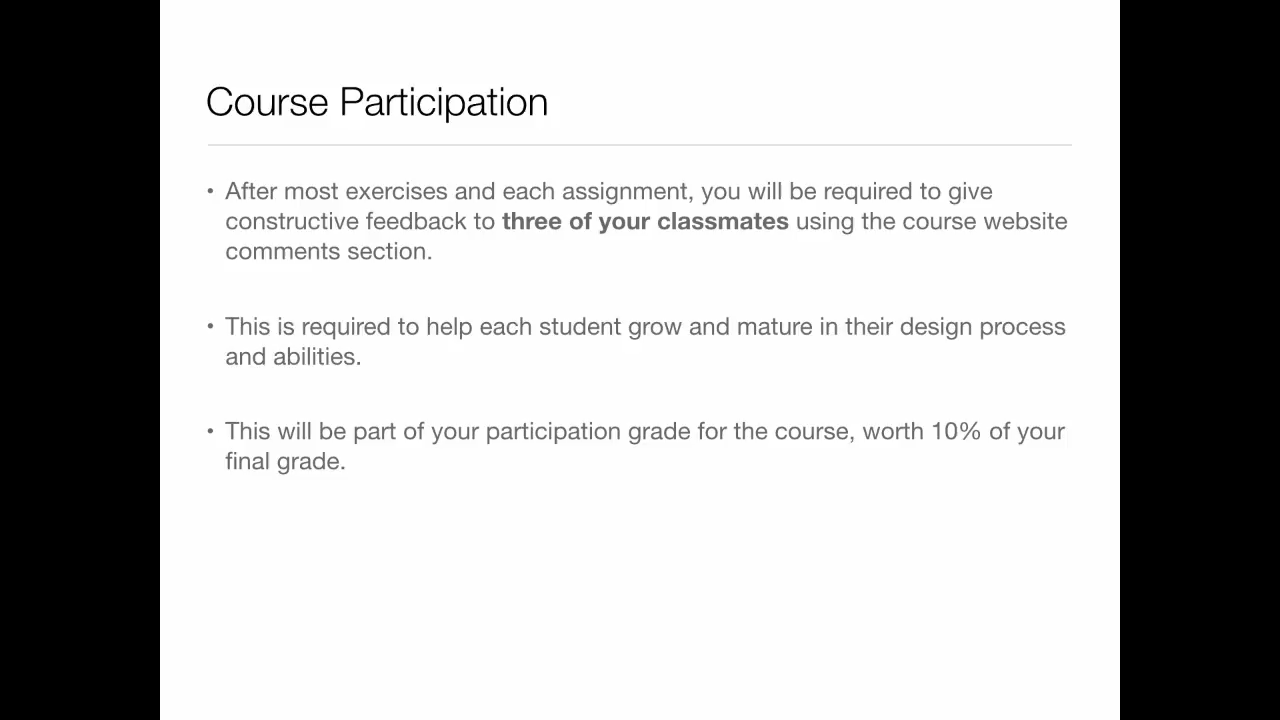 Course Participation
• After most exercises and each assignment, you will be required to give
constructive feedback to three of your classmates using the course website
comments section.
• This is required to help each student grow and mature in their design process
and abilities.
• This will be part of your participation grade for the course, worth 10% of your
final grade.